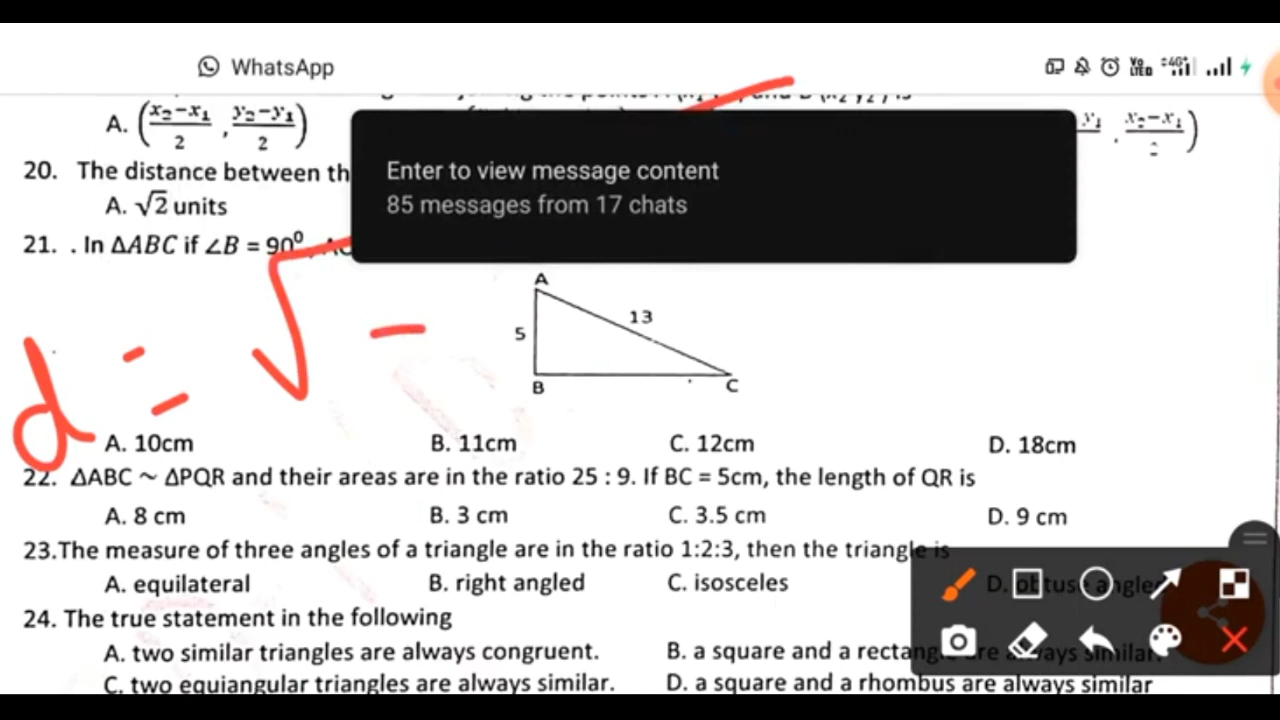 WhatsApp
A. (x₂−x₁/2 , y₂−y₁/2)
x₂−x₁
20. The distance between th
A. √2 units
Enter to view message content
85 messages from 17 chats
21. . In ΔABC if ∠B = 90⁰
A
13
5
B
C
d = √ −
A. 10cm B. 11cm C. 12cm D. 18cm
22. ΔABC ~ ΔPQR and their areas are in the ratio 25 : 9. If BC = 5cm, the length of QR is
A. 8 cm B. 3 cm C. 3.5 cm D. 9 cm
23.The measure of three angles of a triangle are in the ratio 1:2:3, then the triangle is
A. equilateral B. right angled C. isosceles D. obtuse angle
24. The true statement in the following
A. two similar triangles are always congruent. B. a square and a rectangle are always similar.
C. two equiangular triangles are always similar. D. a square and a rhombus are always similar